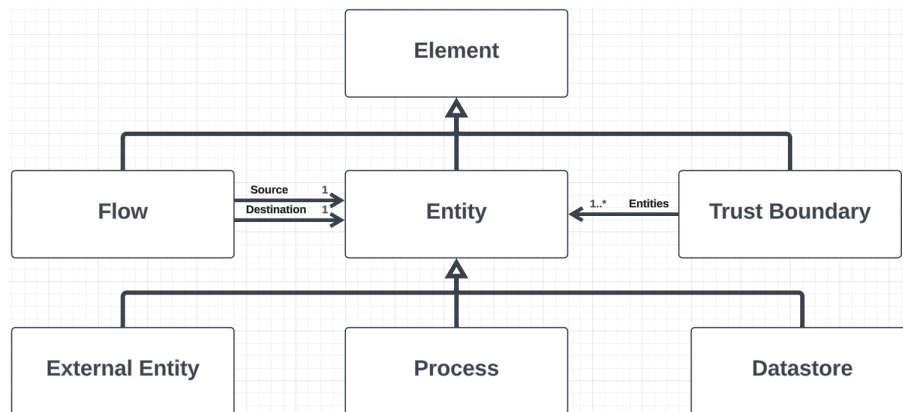 Element
Source 1
Flow
Destination 1
Entity
1..* Entities
Trust Boundary
External Entity
Process
Datastore